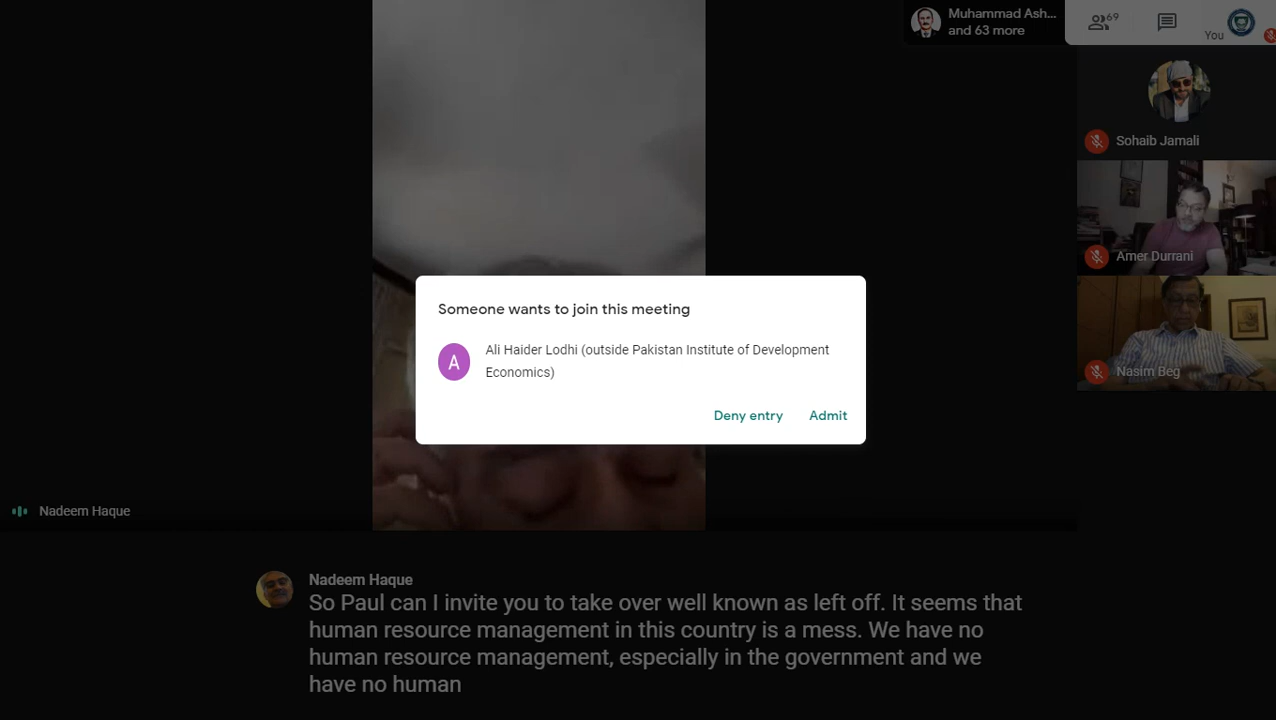 Muhammad Ash...
and 63 more
69
You
Sohaib Jamali
Amer Durrani
Nasim Beg
Someone wants to join this meeting
A
Ali Haider Lodhi (outside Pakistan Institute of Development
Economics)
Deny entry Admit
Nadeem Haque
Nadeem Haque
So Paul can I invite you to take over well known as left off. It seems that
human resource management in this country is a mess. We have no
human resource management, especially in the government and we
have no human